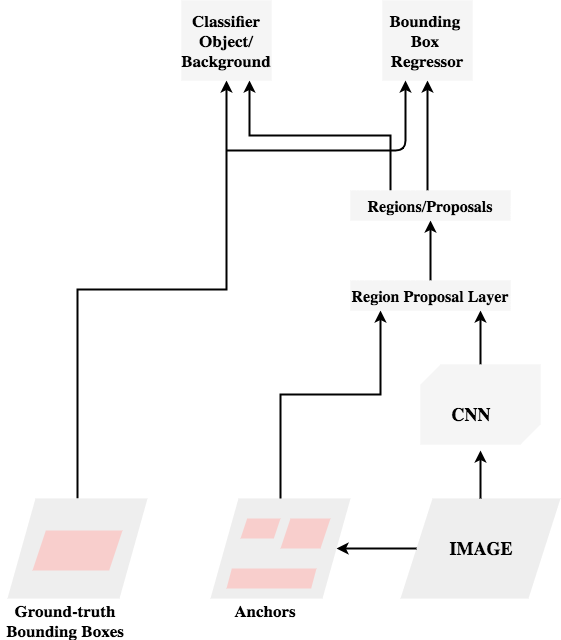 Classifier
Object/
Background
Bounding
Box
Regressor
Regions/Proposals
Region Proposal Layer
CNN
IMAGE
Ground-truth
Bounding Boxes
Anchors